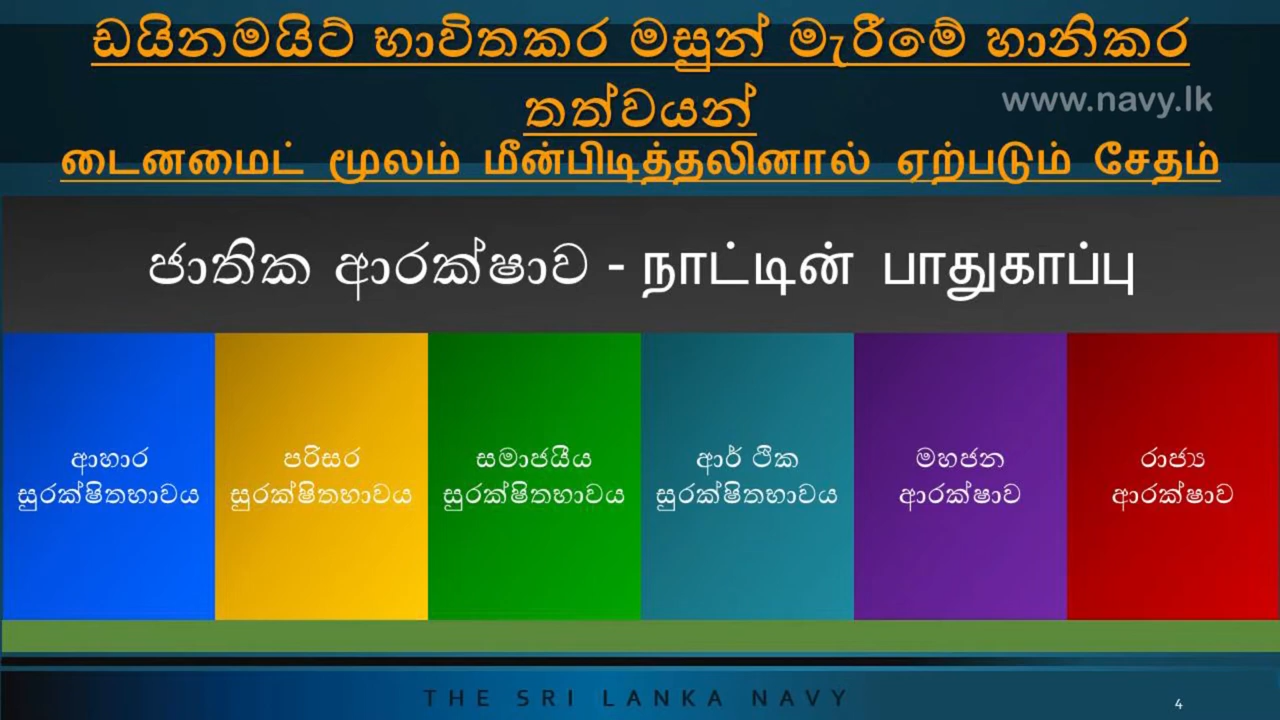 ඩයිනමයිට් භාවිතකර මසුන් මැරීමේ හානිකර
තත්වයන්
www.navy.lk
டைனமைட் மூலம் மீன்பிடித்தலினால் ஏற்படும் சேதம்
ජාතික ආරක්ෂාව - நாட்டின் பாதுகாப்பு
ආහාර
සුරක්ෂිතභාවය
පරිසර
සුරක්ෂිතභාවය
සමාජයීය
සුරක්ෂිතභාවය
ආර් ථික
සුරක්ෂිතභාවය
මහජන
ආරක්ෂාව
රාජ්‍ය
ආරක්ෂාව
THE SRI LANKA NAVY
4